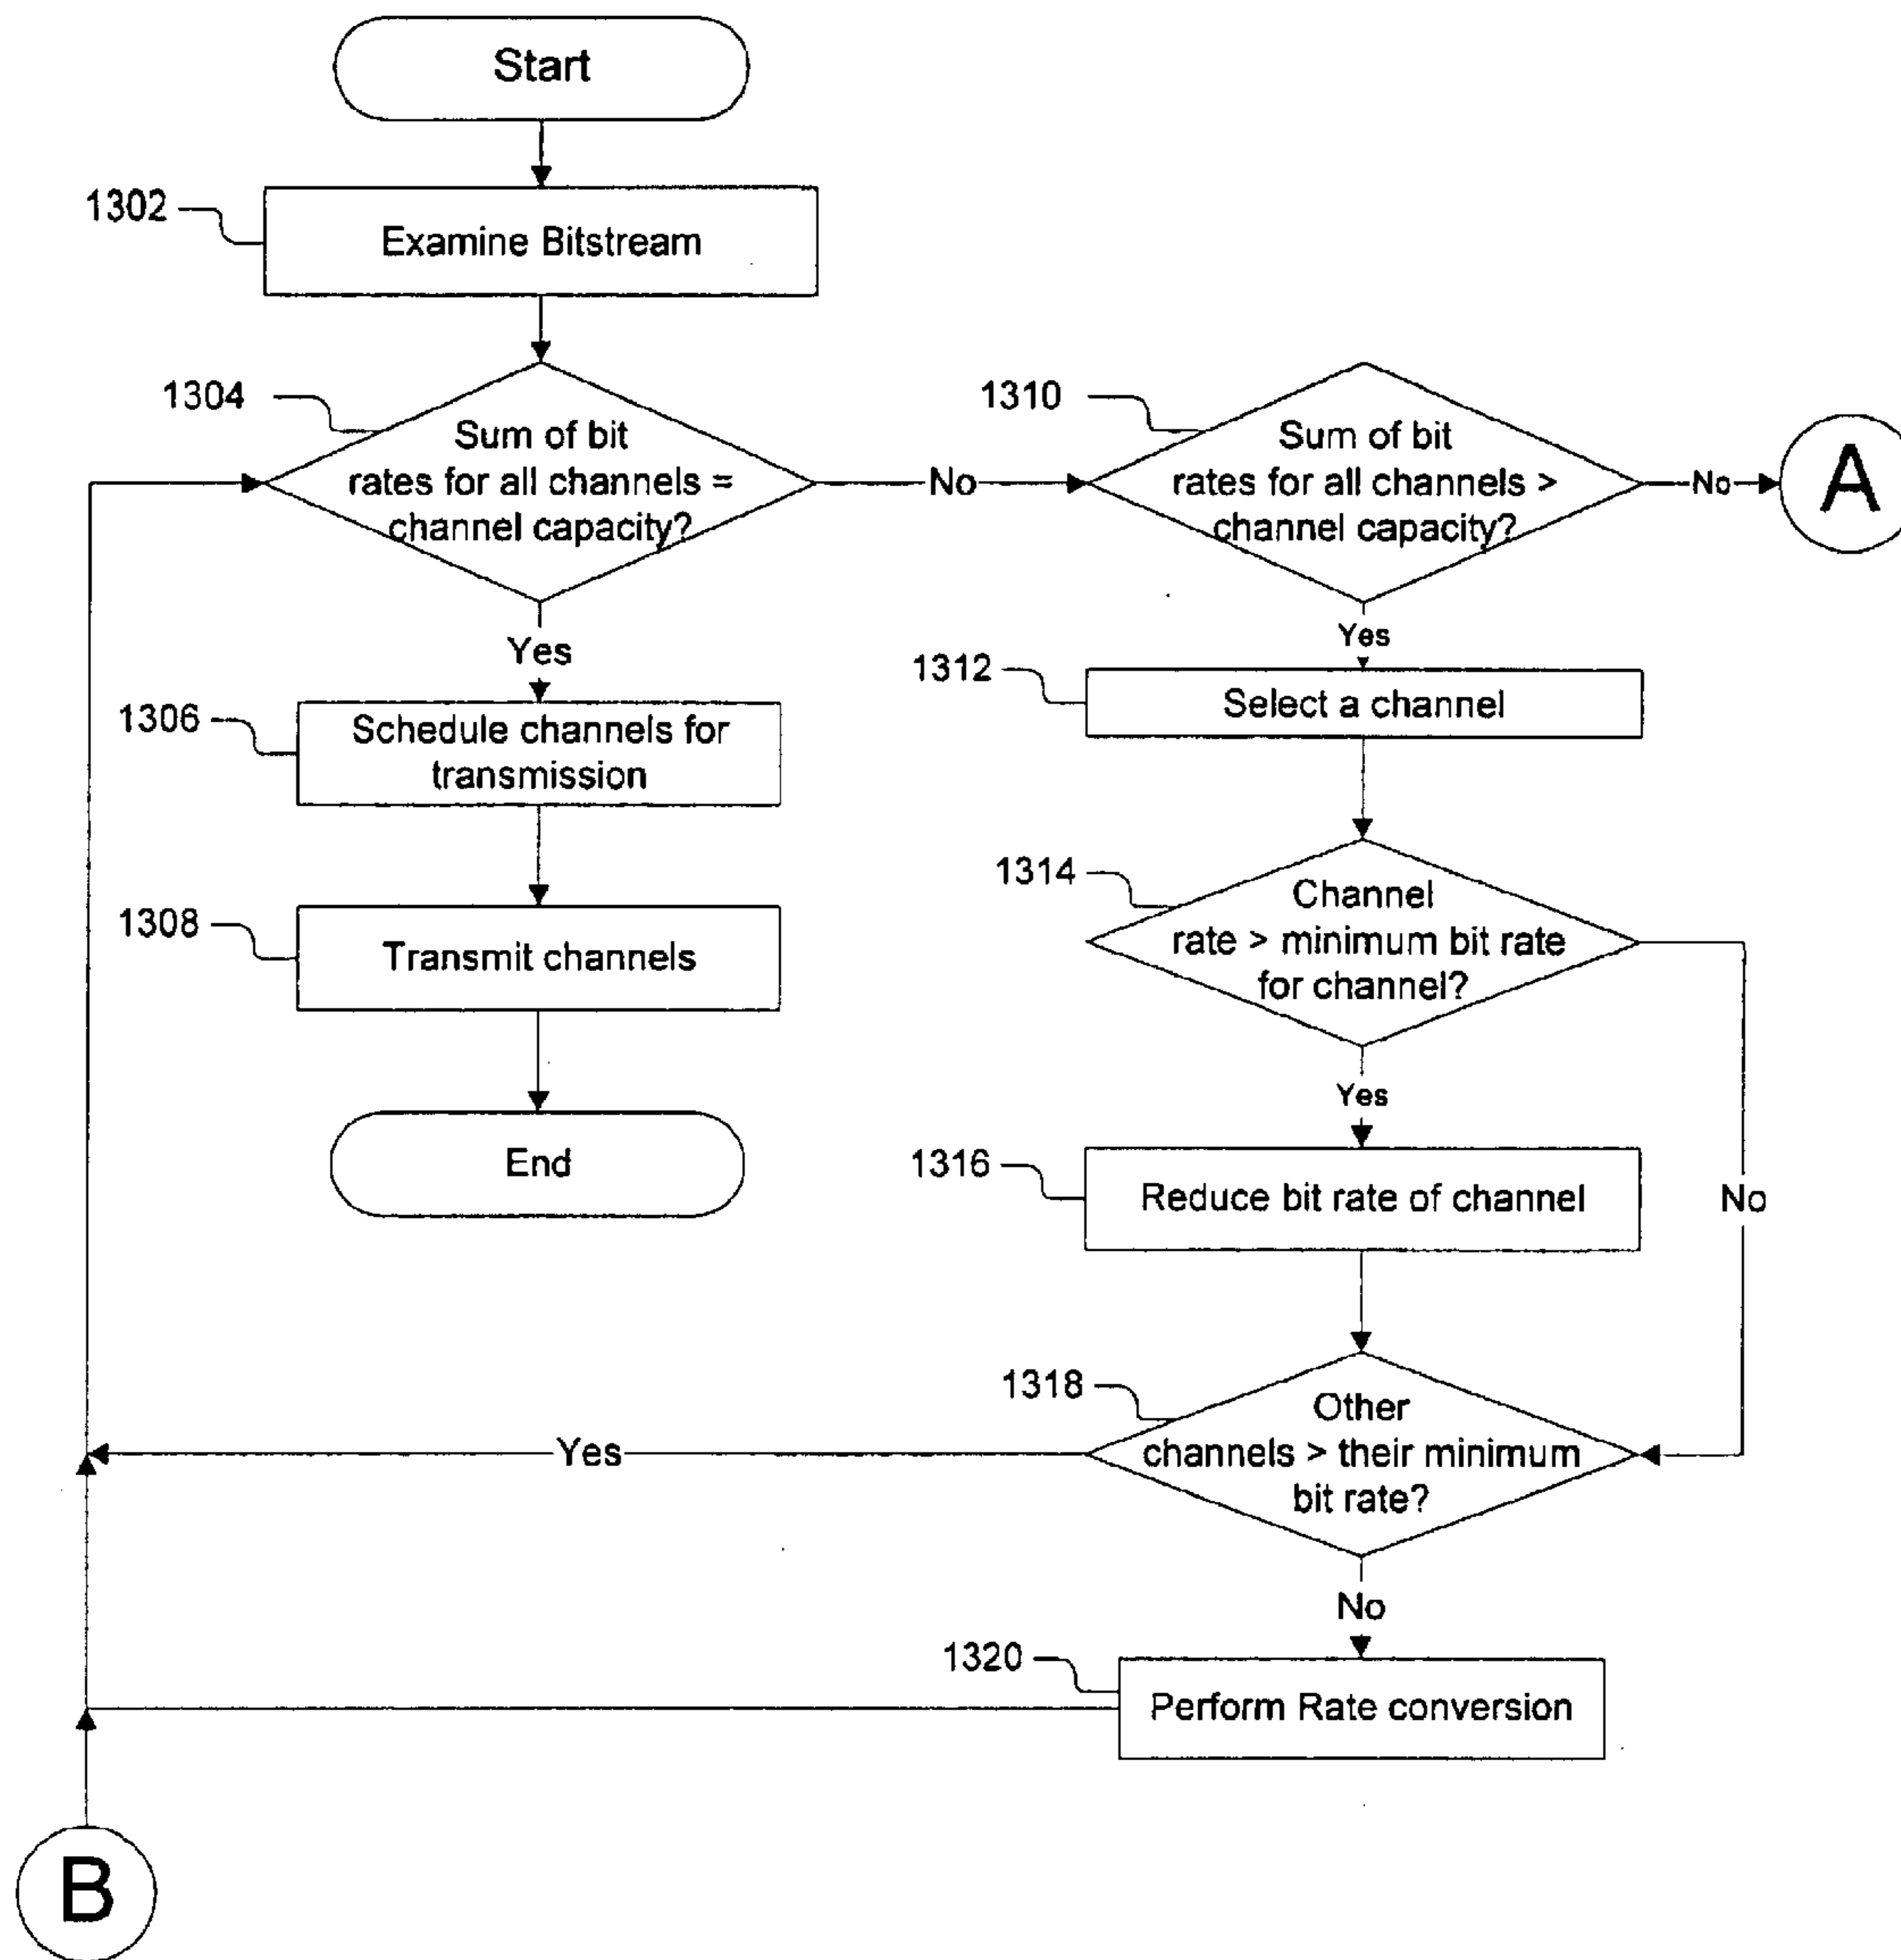 Start
1302
Examine Bitstream
1304
Sum of bit
rates for all channels =
channel capacity?
No
1310
Sum of bit
rates for all channels >
channel capacity?
No
A
Yes
Yes
1306
Schedule channels for
transmission
1312
Select a channel
1308
Transmit channels
1314
Channel
rate > minimum bit rate
for channel?
Yes
End
1316
Reduce bit rate of channel
No
1318
Other
channels > their minimum
bit rate?
Yes
No
1320
Perform Rate conversion
B